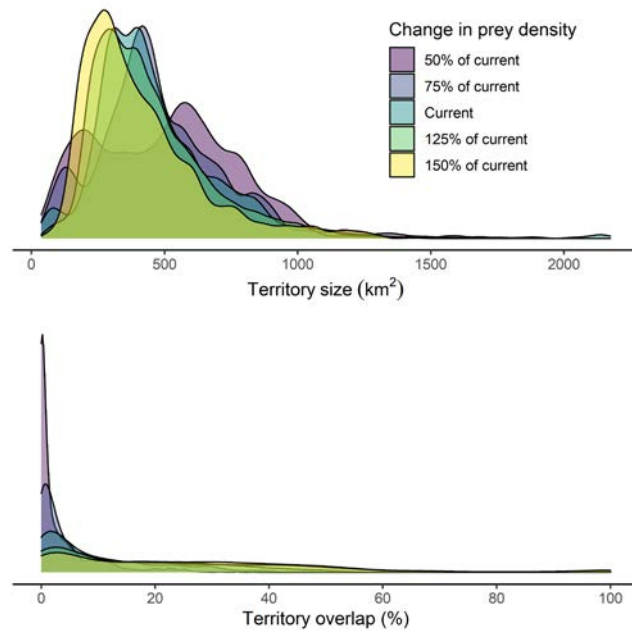 Change in prey density
50% of current
75% of current
Current
125% of current
150% of current
0 500 1000 1500 2000
Territory size (km²)
0 20 40 60 80 100
Territory overlap (%)